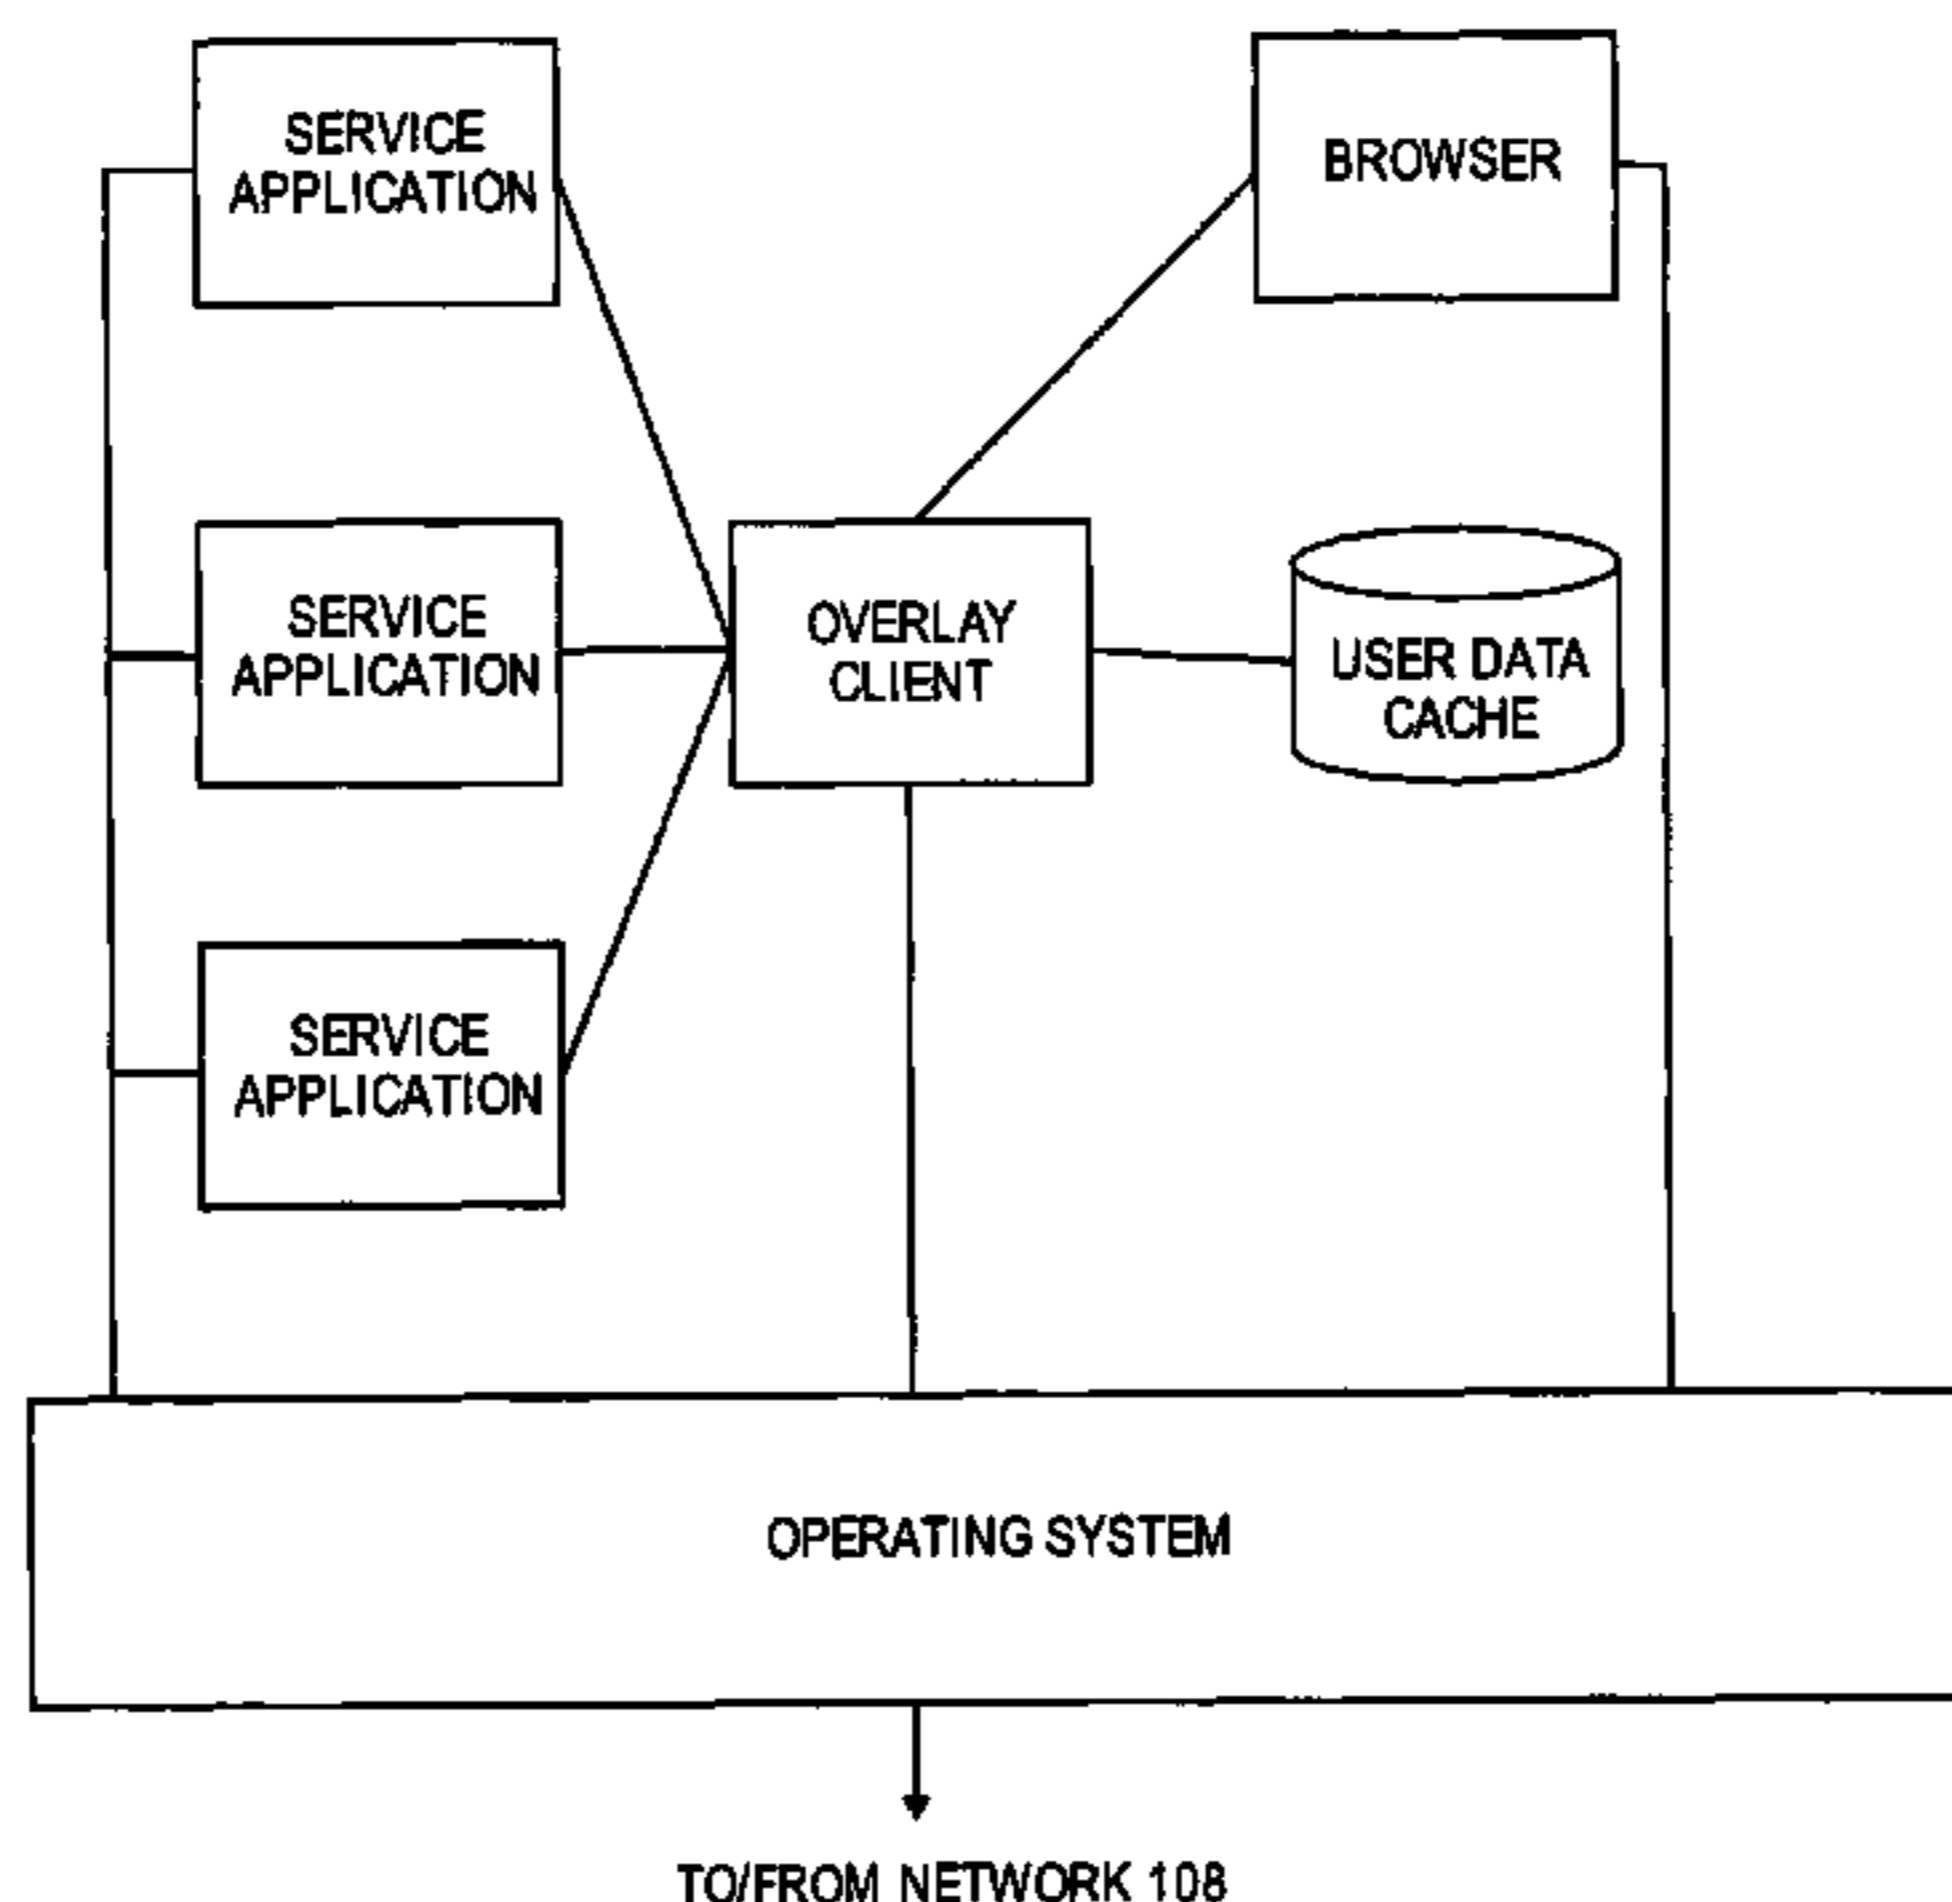 SERVICE
APPLICATION
BROWSER
SERVICE
APPLICATION
OVERLAY
CLIENT
USER DATA
CACHE
SERVICE
APPLICATION
OPERATING SYSTEM
TO/FROM NETWORK 108